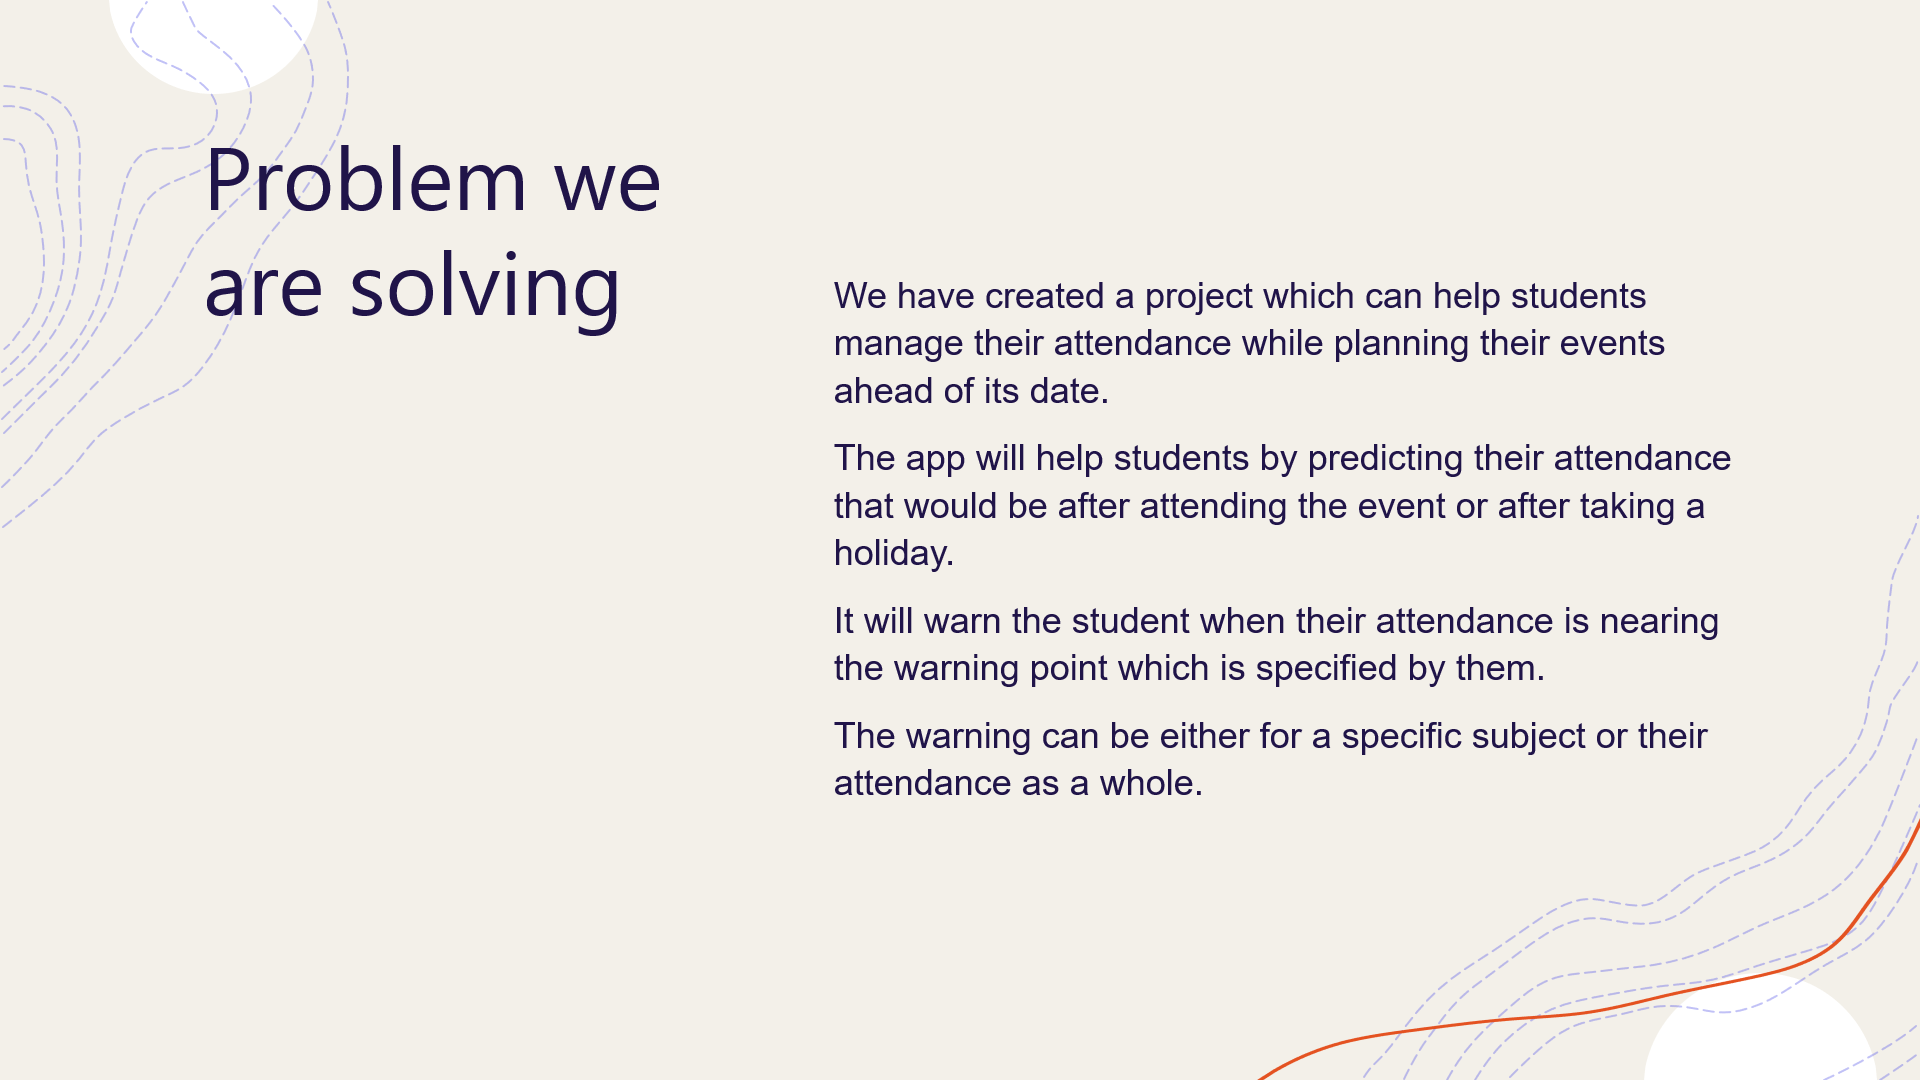 Problem we
are solving
We have created a project which can help students
manage their attendance while planning their events
ahead of its date.
The app will help students by predicting their attendance
that would be after attending the event or after taking a
holiday.
It will warn the student when their attendance is nearing
the warning point which is specified by them.
The warning can be either for a specific subject or their
attendance as a whole.